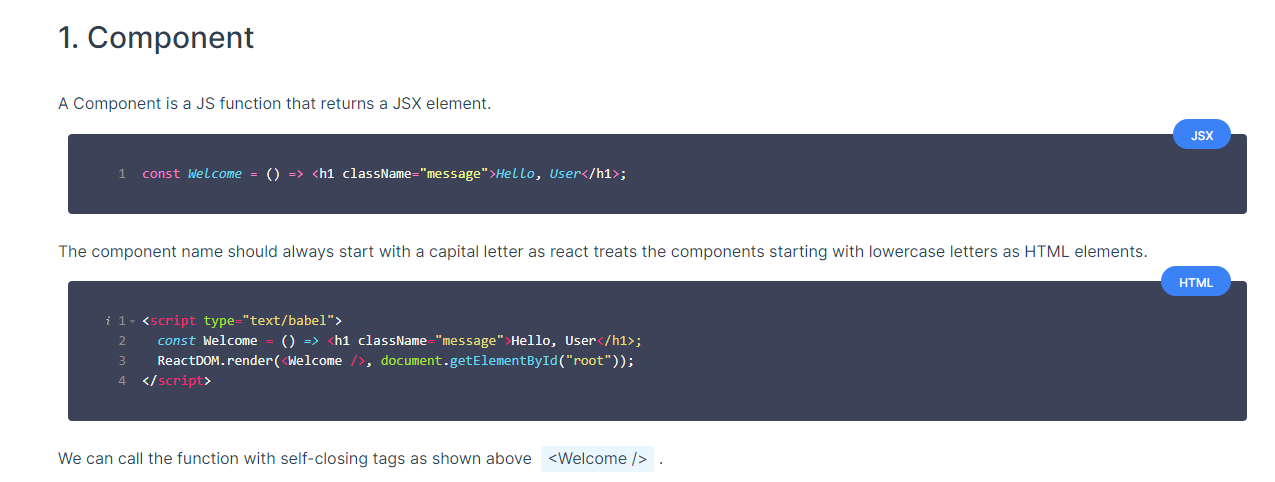 1. Component
A Component is a JS function that returns a JSX element.
JSX
1 const Welcome = () => <h1 className="message">Hello, User</h1>;
The component name should always start with a capital letter as react treats the components starting with lowercase letters as HTML elements.
HTML
i 1 <script type="text/babel">
2 const Welcome = () => <h1 className="message">Hello, User</h1>;
3 ReactDOM.render(<Welcome />, document.getElementById("root"));
4 </script>
We can call the function with self-closing tags as shown above <Welcome /> .